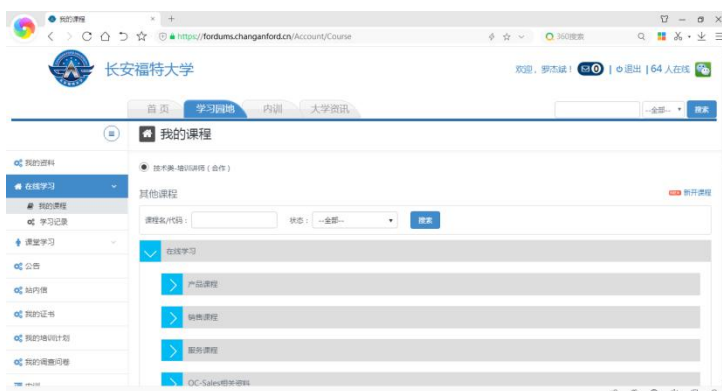 我的课程
https://fordums.changanford.cn/Account/Course
360搜索
长安福特大学
欢迎, 罗杰斌! 0 | 退出 | 64 人在线
首页 学习园地 内训 大学资讯
--全部-- 搜索
我的课程
技术类-培训讲师(合作)
其他课程
新开课程
课程名/代码: 状态: --全部-- 搜索
在线学习
产品课程
销售课程
服务课程
QC-Sales相关资料
我的资料
在线学习
我的课程
学习记录
课堂学习
公告
站内信
我的证书
我的培训计划
我的调查问卷